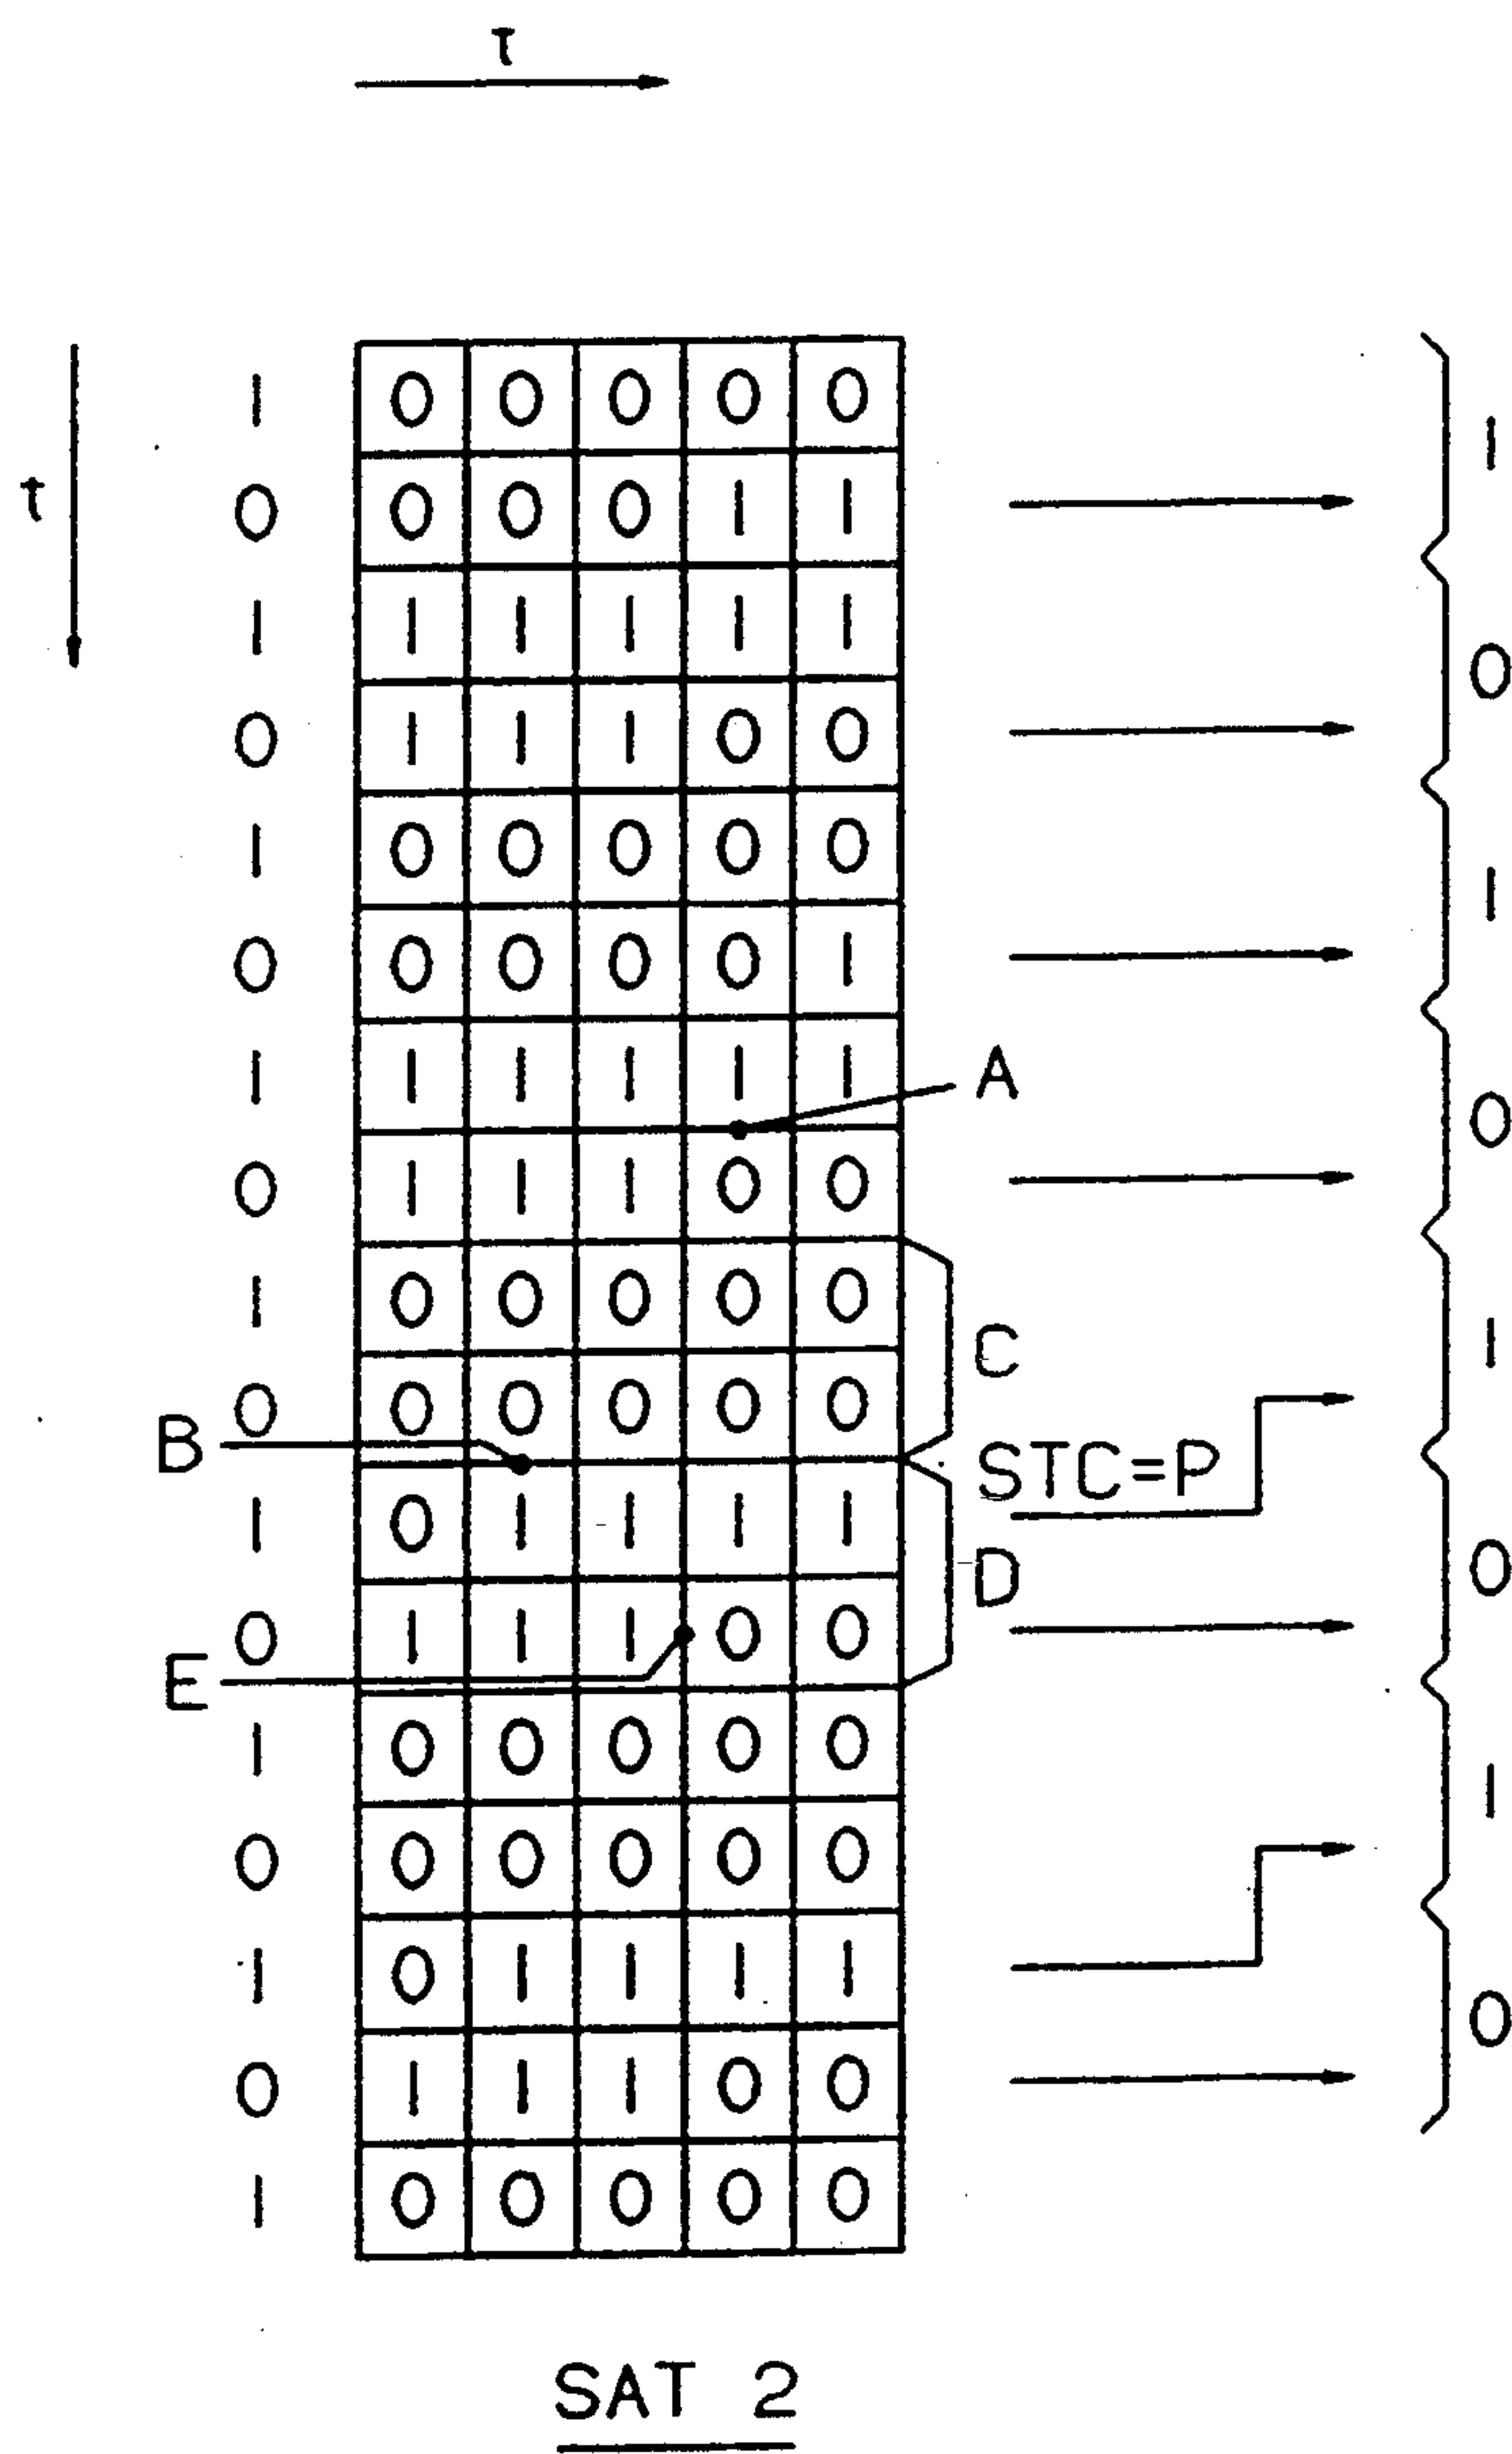 τ
1 0 0 0 0 0 1
t 0 0 0 0 1 1
1 1 1 1 1 1 0
0 1 1 1 0 0
1 0 0 0 0 0 1
0 0 0 0 0 1
1 1 1 1 1 1 A 0
0 1 1 1 0 0
1 0 0 0 0 0 C 1
B 0 0 0 0 0 0 STC=P
1 0 1 1 1 1 D 0
E 0 1 1 1 0 0
1 0 0 0 0 0 1
0 0 0 0 0 0
1 0 1 1 1 1 0
0 1 1 1 0 0
1 0 0 0 0 0
SAT 2